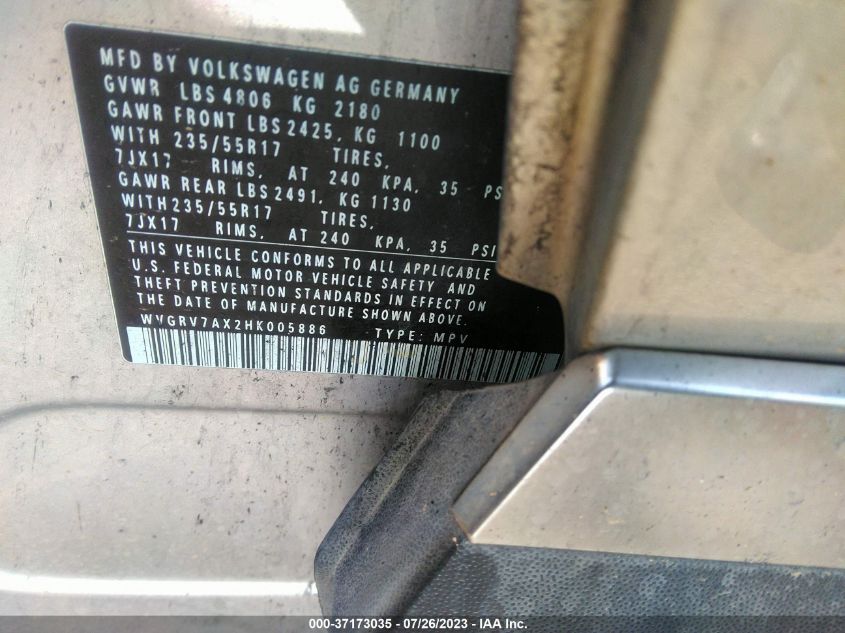 MFD BY VOLKSWAGEN AG GERMANY
GVWR LBS 4806 KG 2180
GAWR FRONT LBS 2425, KG 1100
WITH 235/55R17 TIRES,
7JX17 RIMS, AT 240 KPA, 35 PS
GAWR REAR LBS 2491, KG 1130
WITH 235/55R17 TIRES,
7JX17 RIMS, AT 240 KPA, 35 PSI
THIS VEHICLE CONFORMS TO ALL APPLICABLE
U.S. FEDERAL MOTOR VEHICLE SAFETY AND
THEFT PREVENTION STANDARDS IN EFFECT ON
THE DATE OF MANUFACTURE SHOWN ABOVE.
WVGRV7AX2HK005886 TYPE: MPV
000-37173035 - 07/26/2023 - IAA Inc.